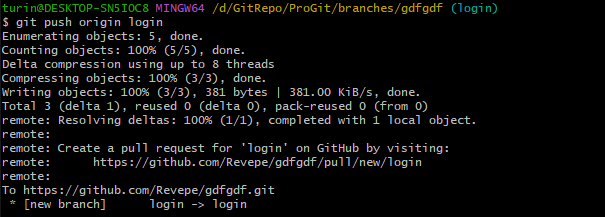 turin@DESKTOP-SN5IOC8 MINGW64 /d/GitRepo/ProGit/branches/gdfgdf (login)
$ git push origin login
Enumerating objects: 5, done.
Counting objects: 100% (5/5), done.
Delta compression using up to 8 threads
Compressing objects: 100% (3/3), done.
Writing objects: 100% (3/3), 381 bytes | 381.00 KiB/s, done.
Total 3 (delta 1), reused 0 (delta 0), pack-reused 0 (from 0)
remote: Resolving deltas: 100% (1/1), completed with 1 local object.
remote:
remote: Create a pull request for 'login' on GitHub by visiting:
remote:      https://github.com/Revepe/gdfgdf/pull/new/login
remote:
To https://github.com/Revepe/gdfgdf.git
 * [new branch]      login -> login